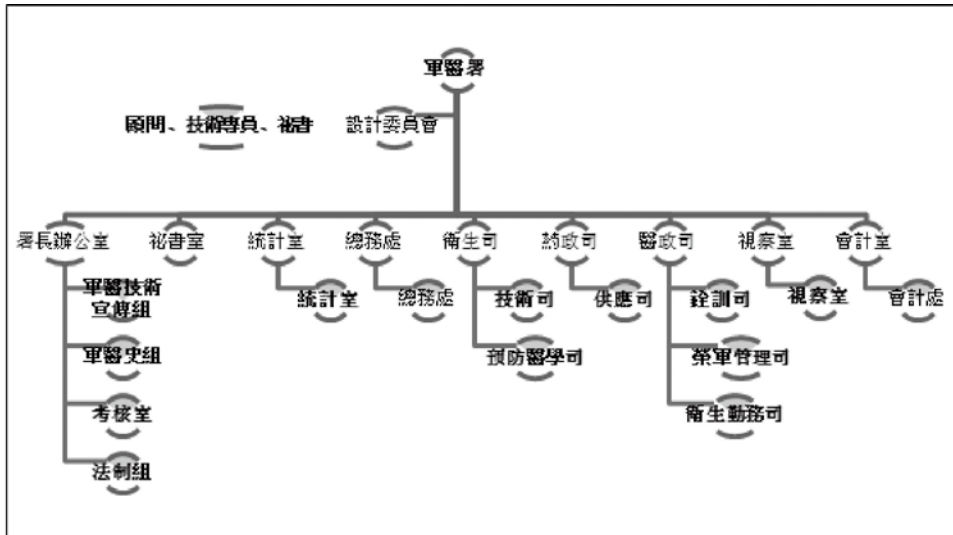 軍醫署
顧問、技術專員、祕書
設計委員會
署長辦公室
祕書室
統計室
總務處
衛生司
葯政司
醫政司
視察室
會計室
軍醫技術
宣傳組
統計室
總務處
技術司
供應司
銓訓司
視察室
會計處
軍醫史組
預防醫學司
榮軍管理司
考核室
衛生勤務司
法制組